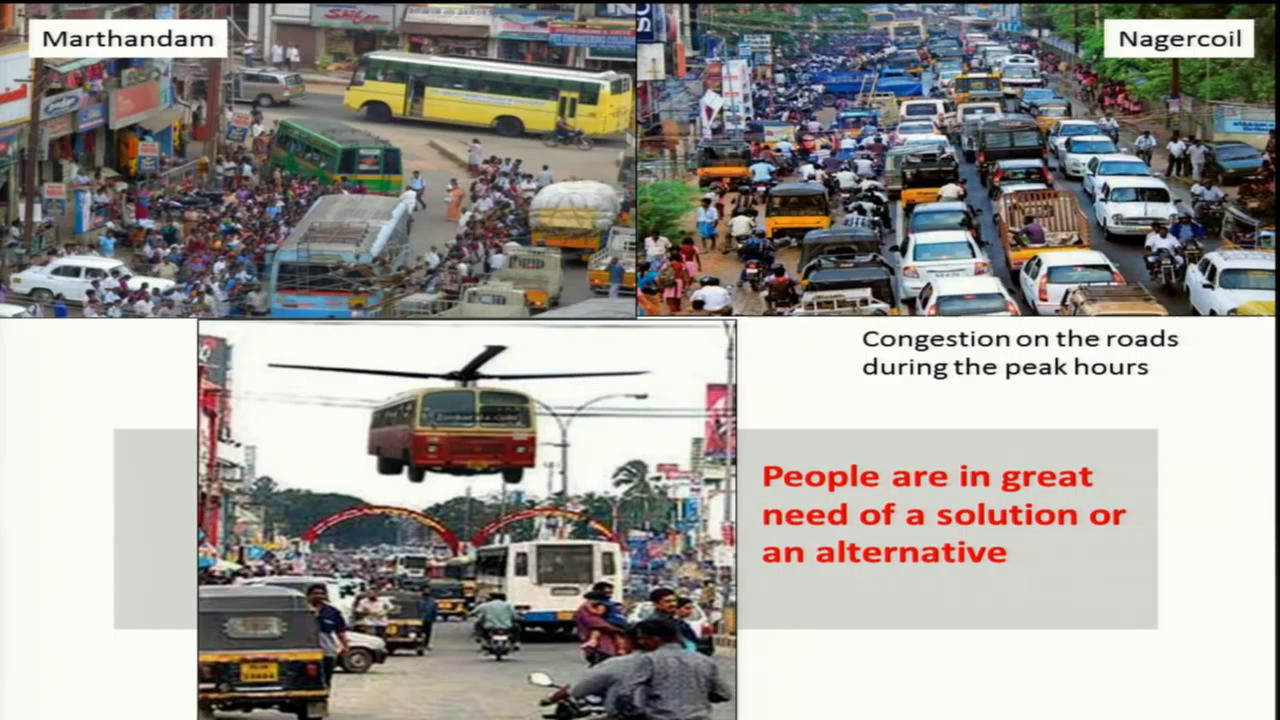 Marthandam
Nagercoil
Congestion on the roads
during the peak hours
People are in great
need of a solution or
an alternative